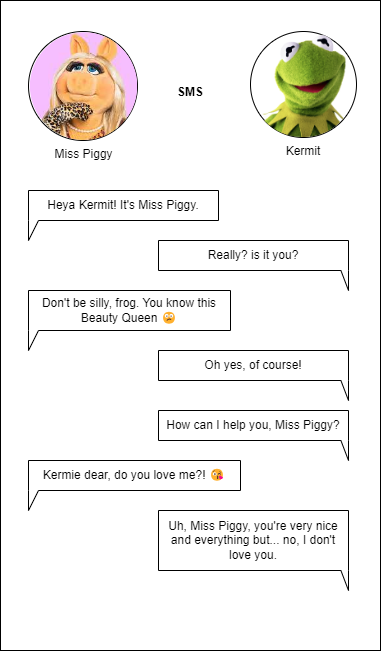 SMS
Miss Piggy
Kermit
Heya Kermit! It's Miss Piggy.
Really? is it you?
Don't be silly, frog. You know this
Beauty Queen 😫
Oh yes, of course!
How can I help you, Miss Piggy?
Kermie dear, do you love me?! 😘
Uh, Miss Piggy, you're very nice
and everything but... no, I don't
love you.